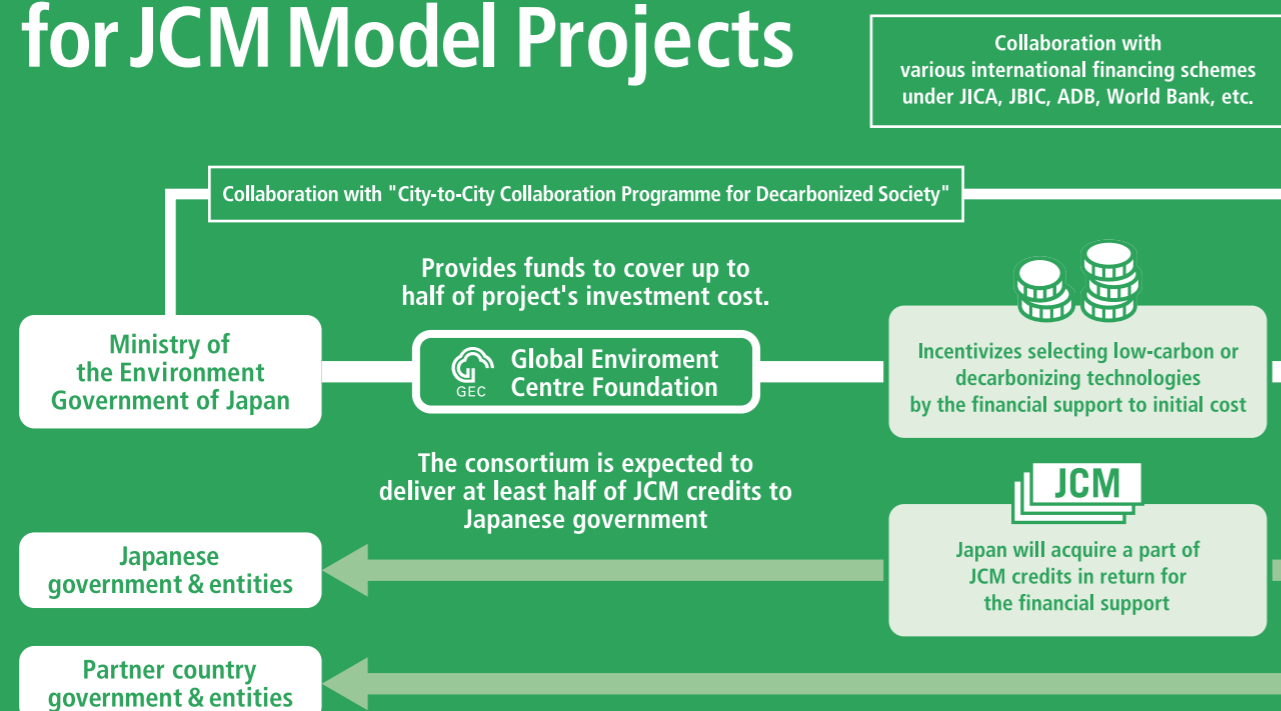 for JCM Model Projects
Collaboration with
various international financing schemes
under JICA, JBIC, ADB, World Bank, etc.
Collaboration with "City-to-City Collaboration Programme for Decarbonized Society"
Provides funds to cover up to
half of project's investment cost.
Ministry of
the Environment
Government of Japan
GEC
Global Enviroment
Centre Foundation
Incentivizes selecting low-carbon or
decarbonizing technologies
by the financial support to initial cost
The consortium is expected to
deliver at least half of JCM credits to
Japanese government
JCM
Japan will acquire a part of
JCM credits in return for
the financial support
Japanese
government & entities
Partner country
government & entities